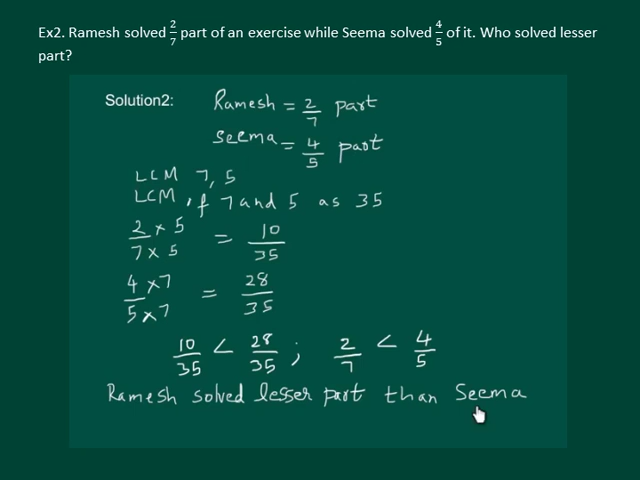 Ex2. Ramesh solved 2/7 part of an exercise while Seema solved 4/5 of it. Who solved lesser
part?
Solution2: Ramesh = 2/7 part
Seema = 4/5 part
LCM 7, 5
LCM of 7 and 5 as 35
2 x 5 / 7 x 5 = 10/35
4 x 7 / 5 x 7 = 28/35
10/35 < 28/35 ; 2/7 < 4/5
Ramesh solved lesser part than Seema